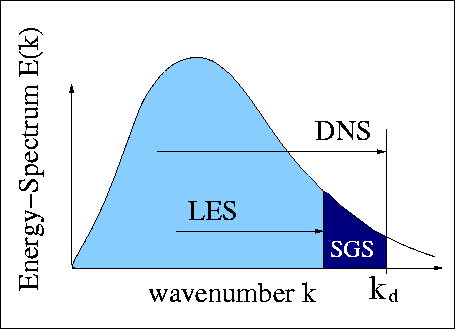 Energy-Spectrum E(k)
DNS
LES
SGS
wavenumber k
k_d